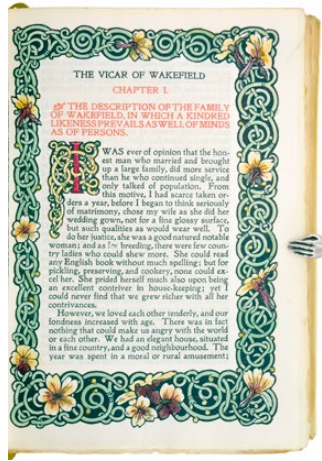 THE VICAR OF WAKEFIELD
CHAPTER I.
THE DESCRIPTION OF THE FAMILY
OF WAKEFIELD, IN WHICH A KINDRED
LIKENESS PREVAILS AS WELL OF MINDS
AS OF PERSONS.
I WAS ever of opinion that the hon-
est man who married and brought
up a large family, did more service
than he who continued single, and
only talked of population. From
this motive, I had scarce taken or-
ders a year, before I began to think seriously
of matrimony, chose my wife as she did her
wedding gown, not for a fine glossy surface,
but such qualities as would wear well. To
do her justice, she was a good natured notable
woman; and as for breeding, there were few coun-
try ladies who could shew more. She could read
any English book without much spelling; but for
pickling, preserving, and cookery, none could ex-
cel her. She prided herself much also upon being
an excellent contriver in house-keeping; yet I
could never find that we grew richer with all her
contrivances.
However, we loved each other tenderly, and our
fondness increased with age. There was in fact
nothing that could make us angry with the world
or each other. We had an elegant house, situated
in a fine country, and a good neighbourhood. The
year was spent in a moral or rural amusement;